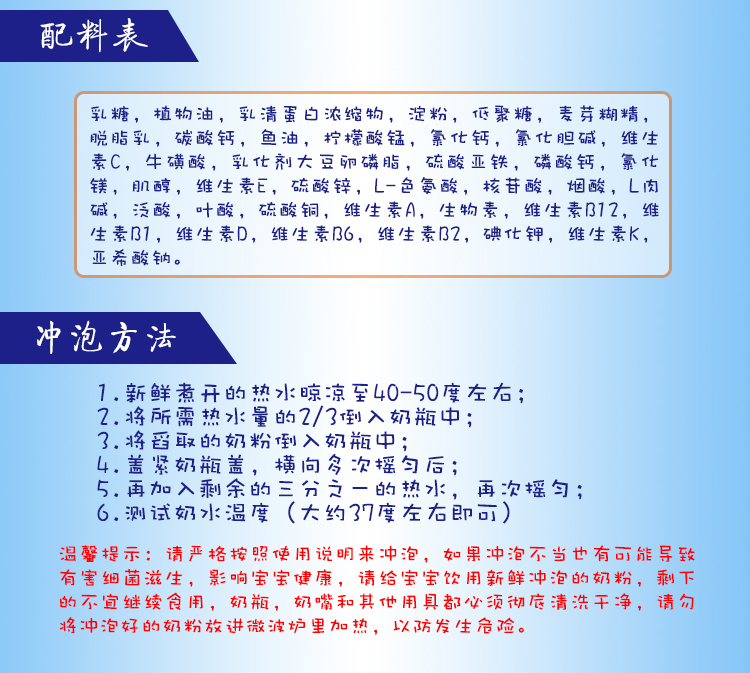 配料表
乳糖，植物油，乳清蛋白浓缩物，淀粉，低聚糖，麦芽糊精，
脱脂乳，碳酸钙，鱼油，柠檬酸锰，氯化钙，氯化胆碱，维生
素C，牛磺酸，乳化剂大豆卵磷脂，硫酸亚铁，磷酸钙，氯化
镁，肌醇，维生素E，硫酸锌，L-色氨酸，核苷酸，烟酸，L肉
碱，泛酸，叶酸，硫酸铜，维生素A，生物素，维生素B12，维
生素B1，维生素D，维生素B6，维生素B2，碘化钾，维生素K，
亚希酸钠。
冲泡方法
1.新鲜煮开的热水晾凉至40-50度左右；
2.将所需热水量的2/3倒入奶瓶中；
3.将舀取的奶粉倒入奶瓶中；
4.盖紧奶瓶盖，横向多次摇匀后；
5.再加入剩余的三分之一的热水，再次摇匀；
6.测试奶水温度（大约37度左右即可）
温馨提示：请严格按照使用说明来冲泡，如果冲泡不当也有可能导致
有害细菌滋生，影响宝宝健康，请给宝宝饮用新鲜冲泡的奶粉，剩下
的不宜继续食用，奶瓶，奶嘴和其他用具都必须彻底清洗干净，请勿
将冲泡好的奶粉放进微波炉里加热，以防发生危险。